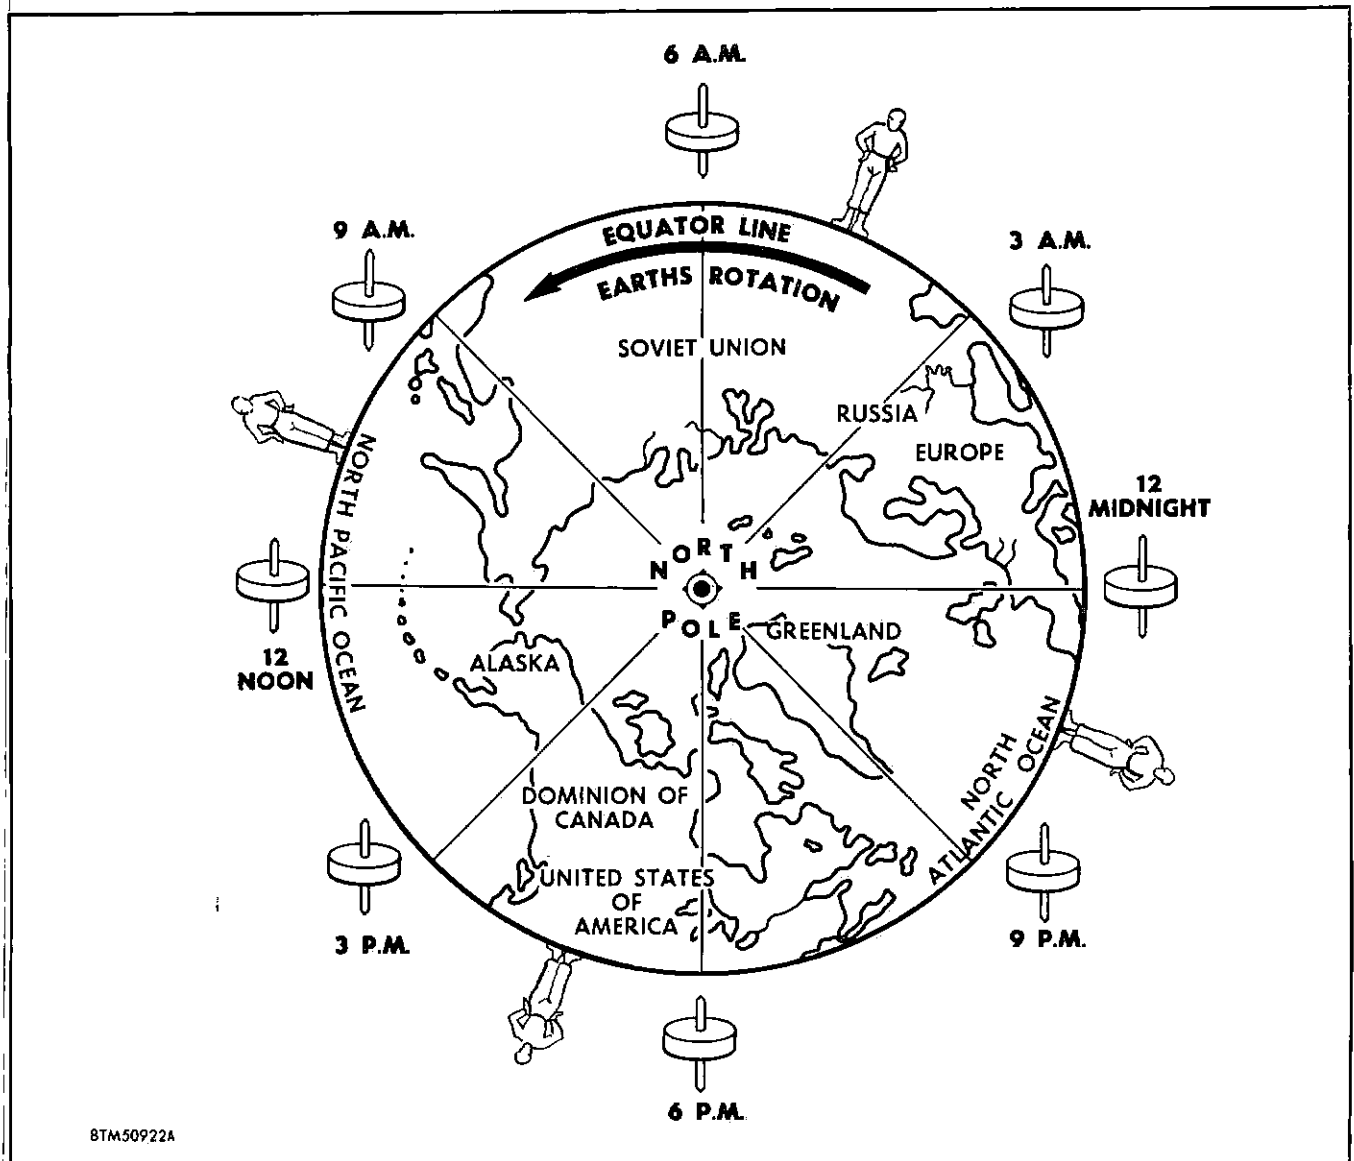 6 A.M.
9 A.M.
3 A.M.
EQUATOR LINE
EARTHS ROTATION
SOVIET UNION
RUSSIA
EUROPE
12
MIDNIGHT
NORTH PACIFIC OCEAN
NORTH
POLE
GREENLAND
12
NOON
ALASKA
NORTH
ATLANTIC OCEAN
DOMINION OF
CANADA
UNITED STATES
OF
AMERICA
3 P.M.
9 P.M.
6 P.M.
BTM50922A